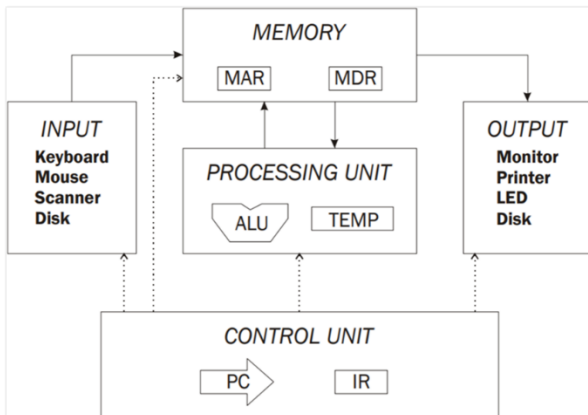 MEMORY
MAR MDR
INPUT
Keyboard
Mouse
Scanner
Disk
PROCESSING UNIT
ALU TEMP
OUTPUT
Monitor
Printer
LED
Disk
CONTROL UNIT
PC IR